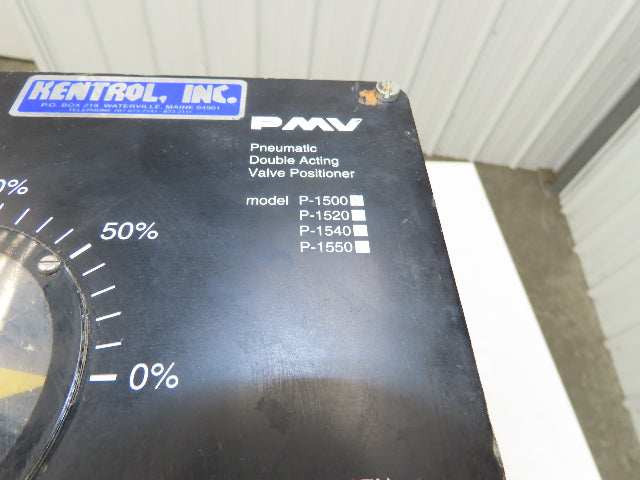 KENTROL, INC.
P.O. BOX 219 WATERVILLE, MAINE 04901
PMV
Pneumatic
Double Acting
Valve Positioner
model P-1500
P-1520
P-1540
P-1550
50%
0%